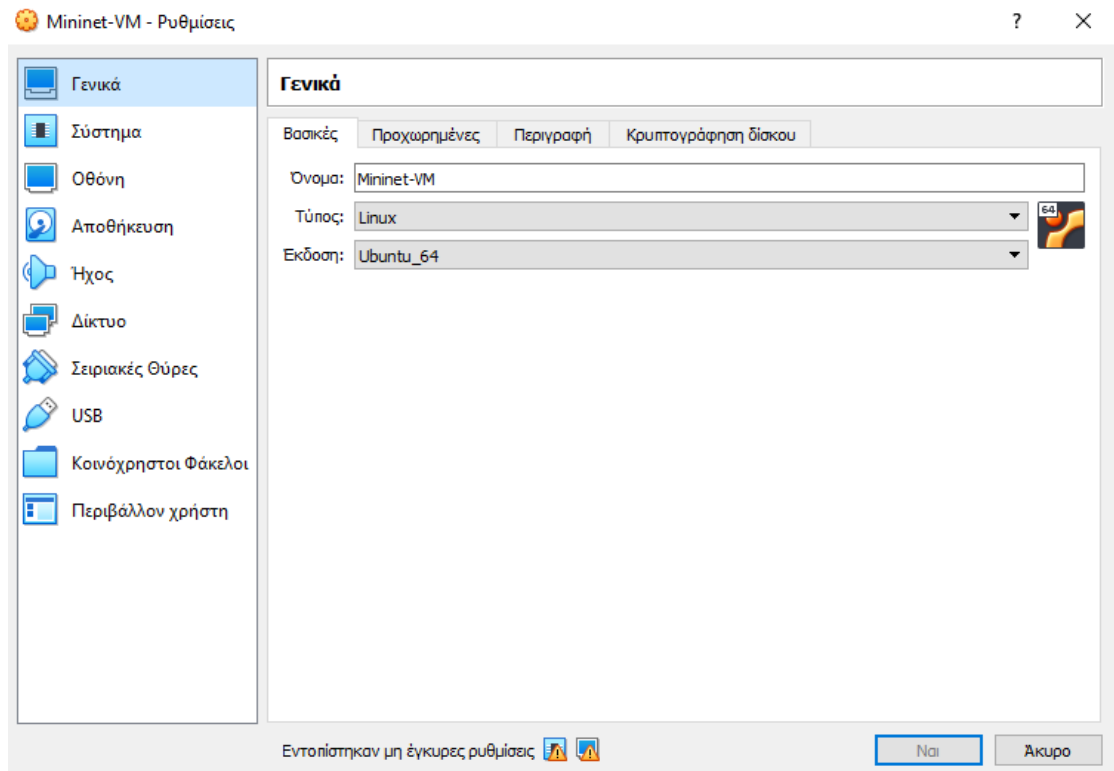 Mininet-VM - Ρυθμίσεις
?
Γενικά
Σύστημα
Οθόνη
Αποθήκευση
Ήχος
Δίκτυο
Σειριακές Θύρες
USB
Κοινόχρηστοι Φάκελοι
Περιβάλλον χρήστη
Γενικά
Βασικές Προχωρημένες Περιγραφή Κρυπτογράφηση δίσκου
Όνομα: Mininet-VM
Τύπος: Linux
64
Έκδοση: Ubuntu_64
Εντοπίστηκαν μη έγκυρες ρυθμίσεις
Ναι Άκυρο